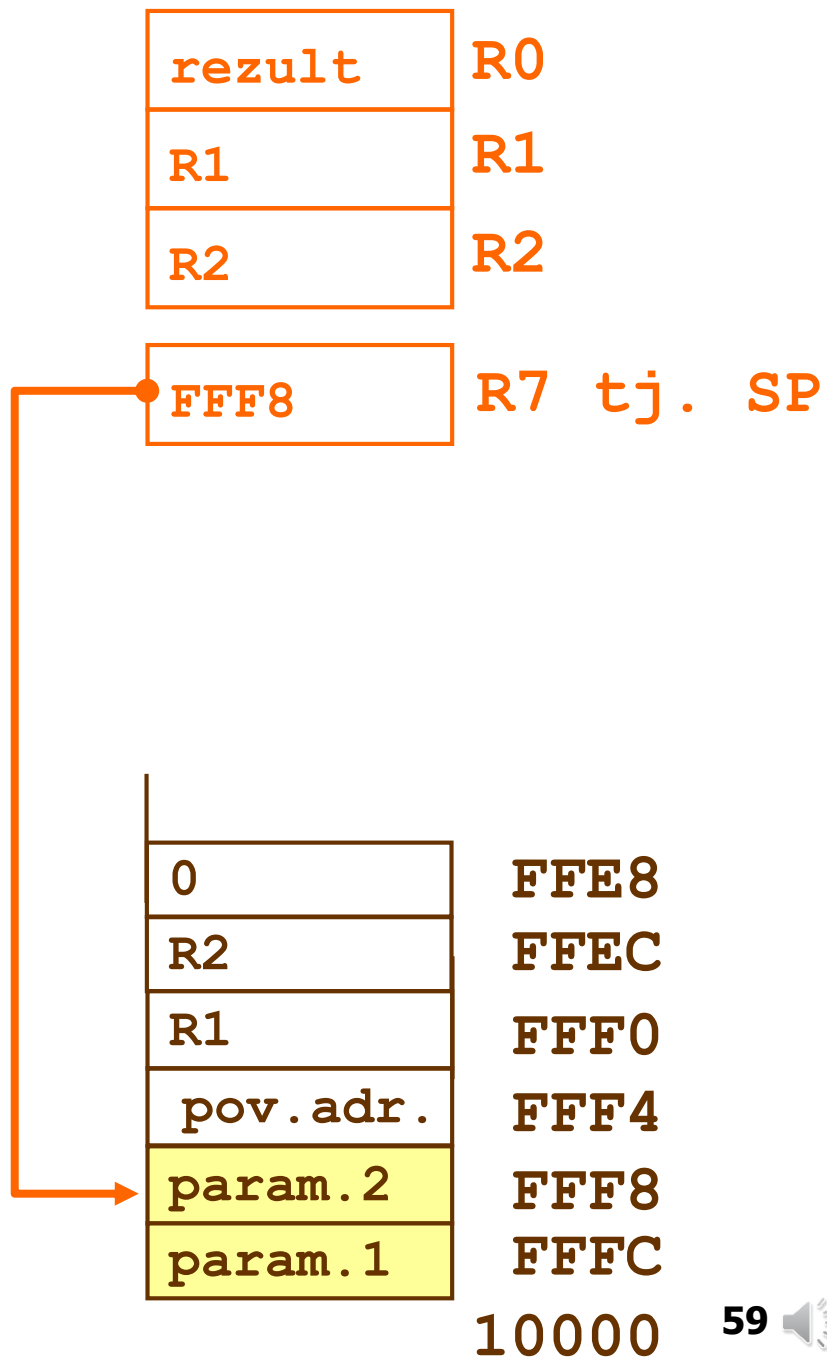 rezult R0
R1 R1
R2 R2
FFF8 R7 tj. SP
0 FFE8
R2 FFEC
R1 FFF0
pov.adr. FFF4
param.2 FFF8
param.1 FFFC
10000
59